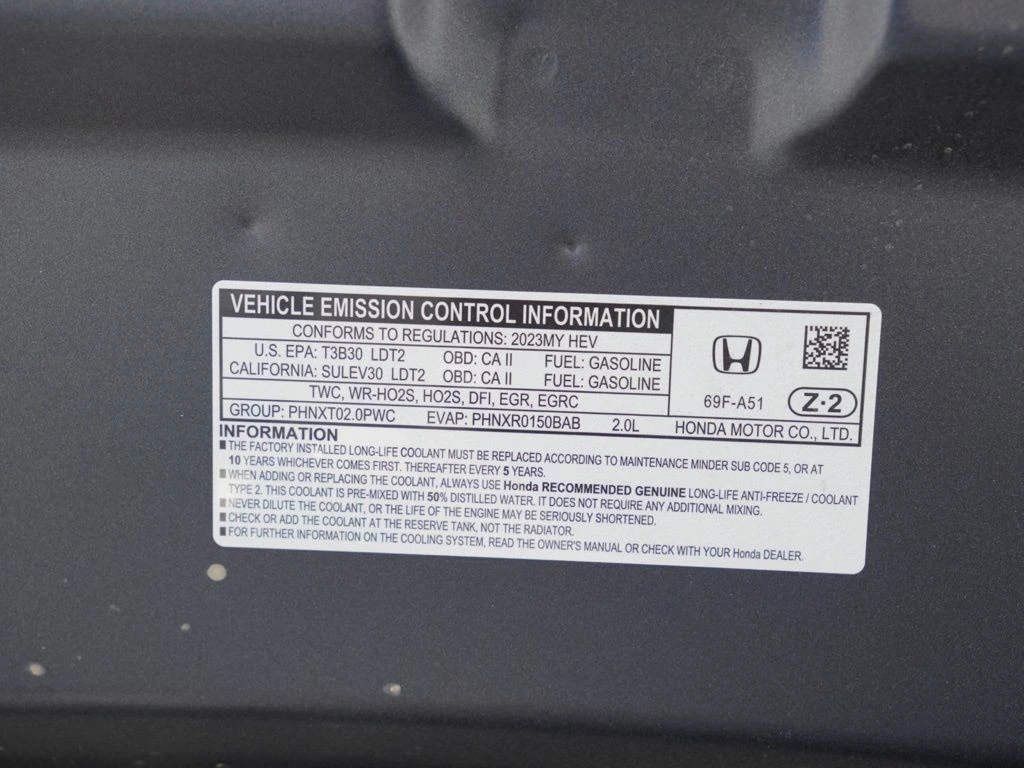 VEHICLE EMISSION CONTROL INFORMATION
CONFORMS TO REGULATIONS: 2023MY HEV
U.S. EPA: T3B30 LDT2 OBD: CA II FUEL: GASOLINE
CALIFORNIA: SULEV30 LDT2 OBD: CA II FUEL: GASOLINE
TWC, WR-HO2S, HO2S, DFI, EGR, EGRC
GROUP: PHNXT02.0PWC EVAP: PHNXR0150BAB 2.0L
69F-A51 Z·2
HONDA MOTOR CO., LTD.
INFORMATION
■ THE FACTORY INSTALLED LONG-LIFE COOLANT MUST BE REPLACED ACCORDING TO MAINTENANCE MINDER SUB CODE 5, OR AT
10 YEARS WHICHEVER COMES FIRST. THEREAFTER EVERY 5 YEARS.
■ WHEN ADDING OR REPLACING THE COOLANT, ALWAYS USE Honda RECOMMENDED GENUINE LONG-LIFE ANTI-FREEZE / COOLANT
TYPE 2. THIS COOLANT IS PRE-MIXED WITH 50% DISTILLED WATER. IT DOES NOT REQUIRE ANY ADDITIONAL MIXING.
■ NEVER DILUTE THE COOLANT, OR THE LIFE OF THE ENGINE MAY BE SERIOUSLY SHORTENED.
■ CHECK OR ADD THE COOLANT AT THE RESERVE TANK, NOT THE RADIATOR.
■ FOR FURTHER INFORMATION ON THE COOLING SYSTEM, READ THE OWNER'S MANUAL OR CHECK WITH YOUR Honda DEALER.